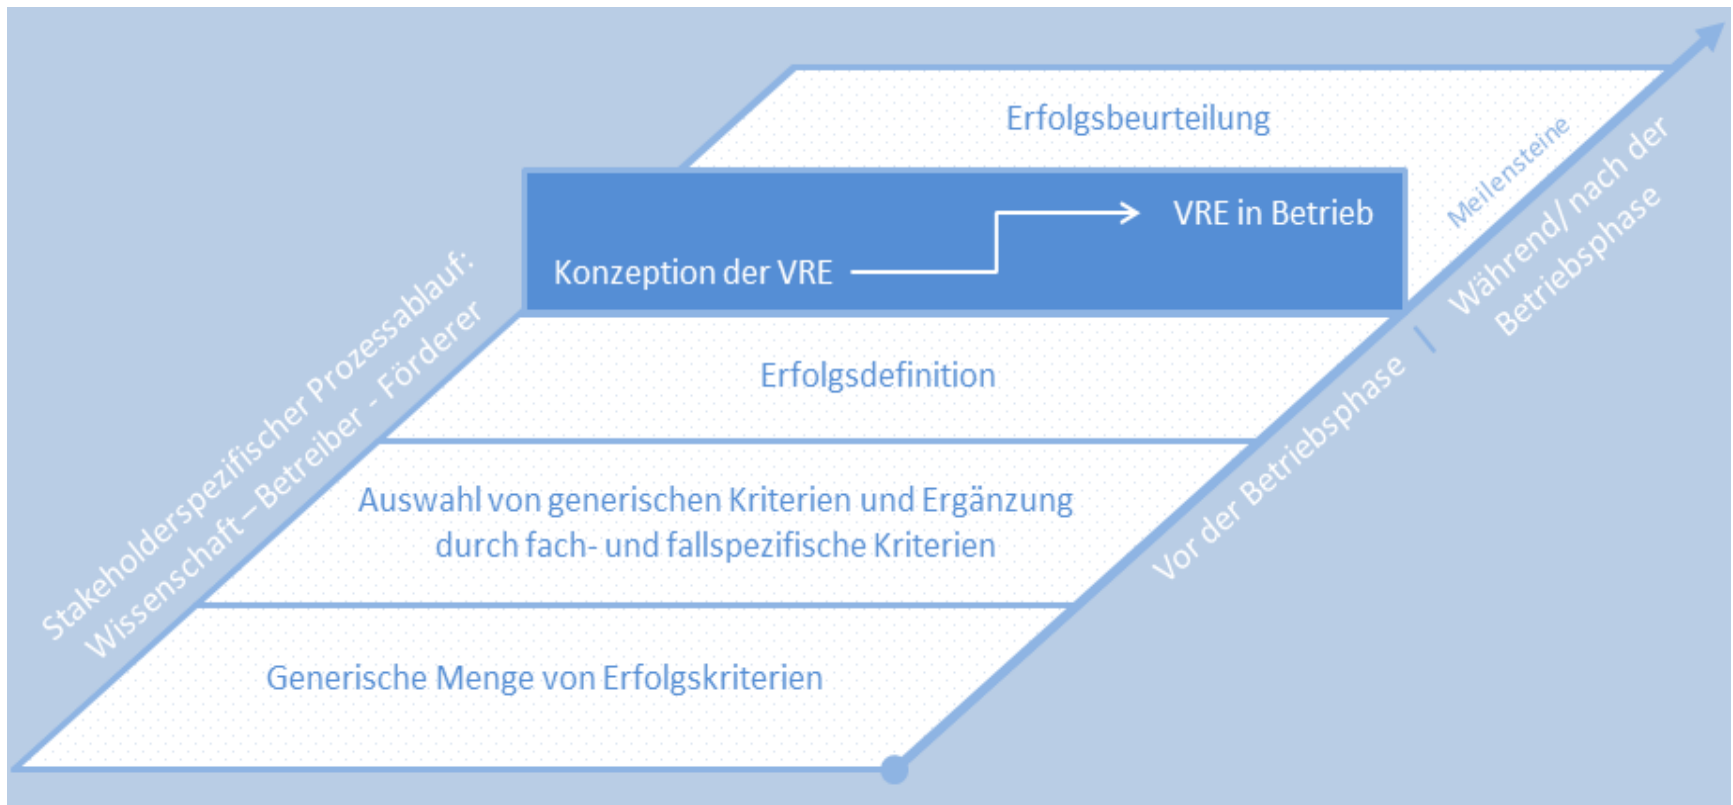 Erfolgsbeurteilung
Meilensteine
VRE in Betrieb
Konzeption der VRE
Während/ nach der
Betriebsphase
Stakeholderspezifischer Prozessablauf:
Wissenschaft – Betreiber - Förderer
Erfolgsdefinition
Vor der Betriebsphase |
Auswahl von generischen Kriterien und Ergänzung
durch fach- und fallspezifische Kriterien
Generische Menge von Erfolgskriterien